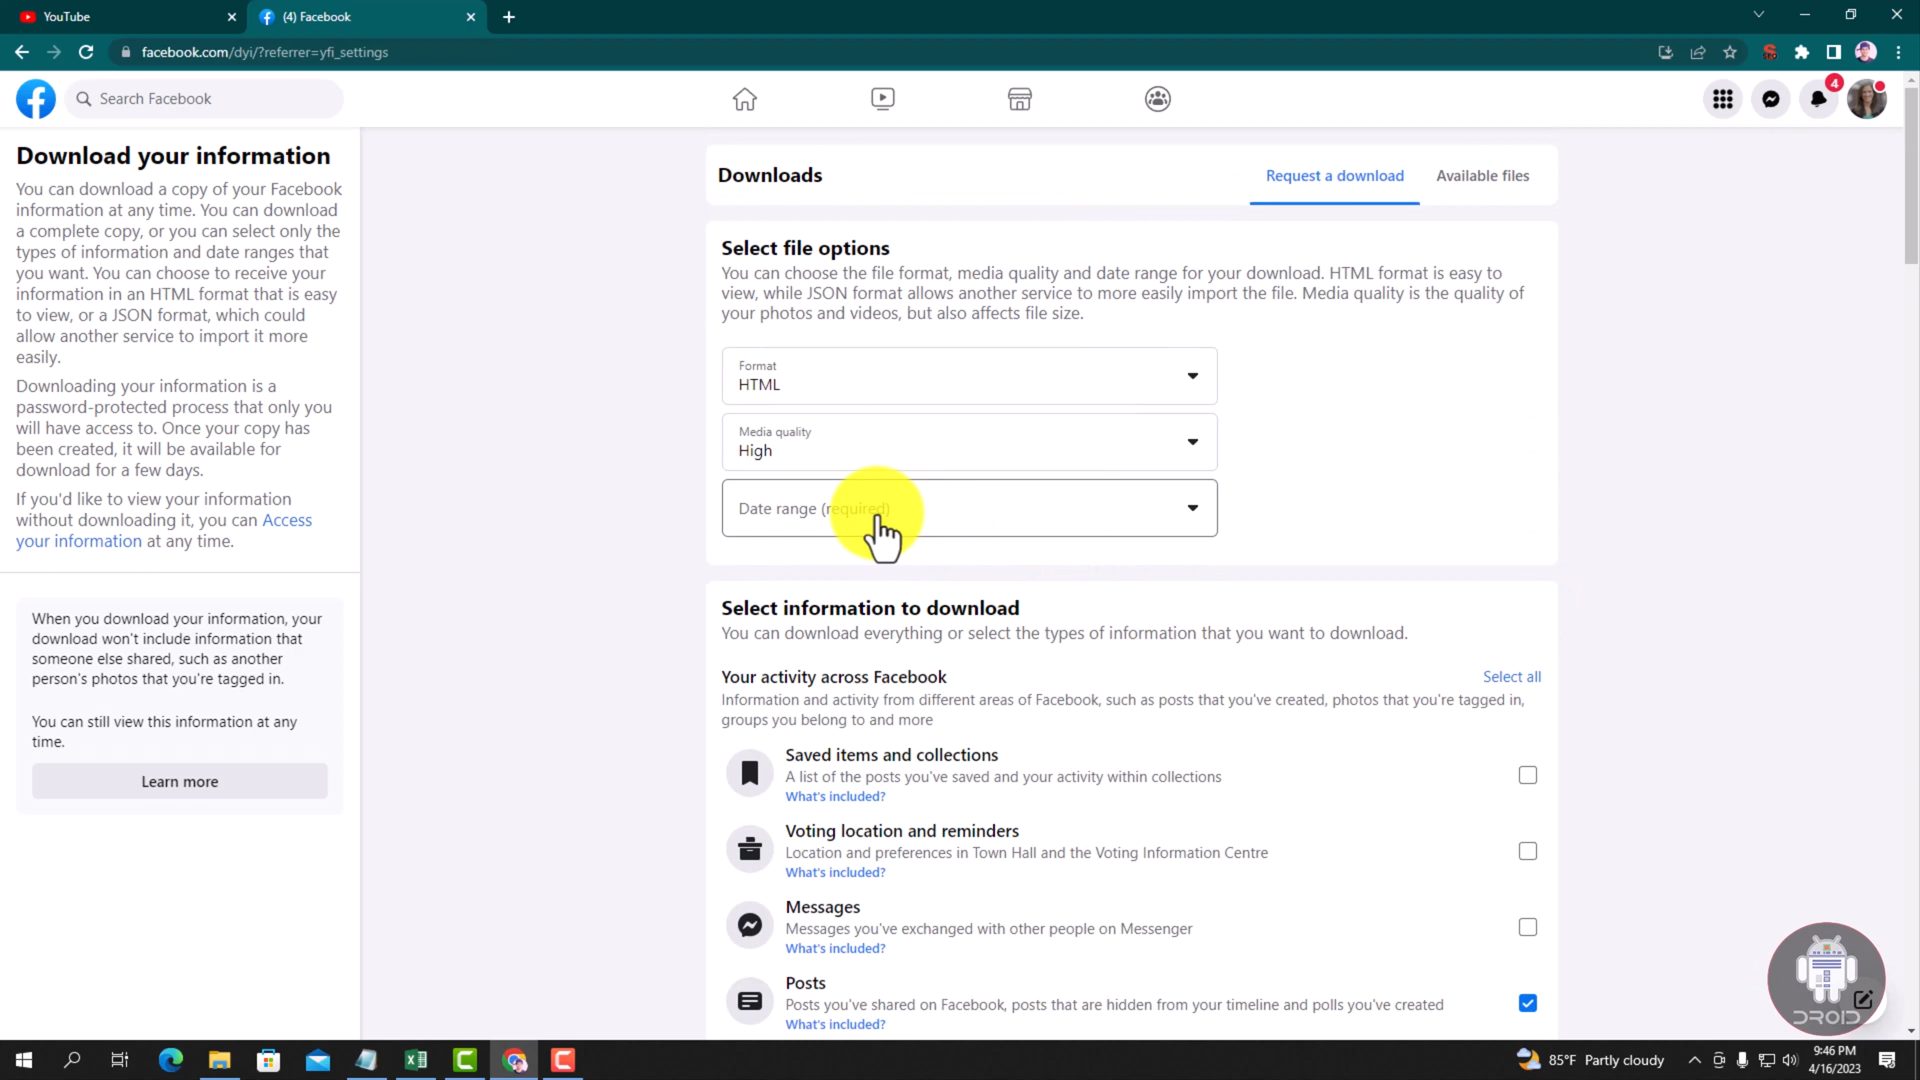 YouTube
(4) Facebook
facebook.com/dyi/?referrer=yfi_settings
Search Facebook
4
Download your information
You can download a copy of your Facebook
information at any time. You can download
a complete copy, or you can select only the
types of information and date ranges that
you want. You can choose to receive your
information in an HTML format that is easy
to view, or a JSON format, which could
allow another service to import it more
easily.
Downloading your information is a
password-protected process that only you
will have access to. Once your copy has
been created, it will be available for
download for a few days.
If you'd like to view your information
without downloading it, you can Access
your information at any time.
When you download your information, your
download won't include information that
someone else shared, such as another
person's photos that you're tagged in.
You can still view this information at any
time.
Learn more
Downloads
Request a download
Available files
Select file options
You can choose the file format, media quality and date range for your download. HTML format is easy to
view, while JSON format allows another service to more easily import the file. Media quality is the quality of
your photos and videos, but also affects file size.
Format
HTML
Media quality
High
Date range (required)
Select information to download
You can download everything or select the types of information that you want to download.
Your activity across Facebook
Select all
Information and activity from different areas of Facebook, such as posts that you've created, photos that you're tagged in,
groups you belong to and more
Saved items and collections
A list of the posts you've saved and your activity within collections
What's included?
Voting location and reminders
Location and preferences in Town Hall and the Voting Information Centre
What's included?
Messages
Messages you've exchanged with other people on Messenger
What's included?
Posts
Posts you've shared on Facebook, posts that are hidden from your timeline and polls you've created
What's included?
DROID
85°F Partly cloudy
9:46 PM
4/16/2023